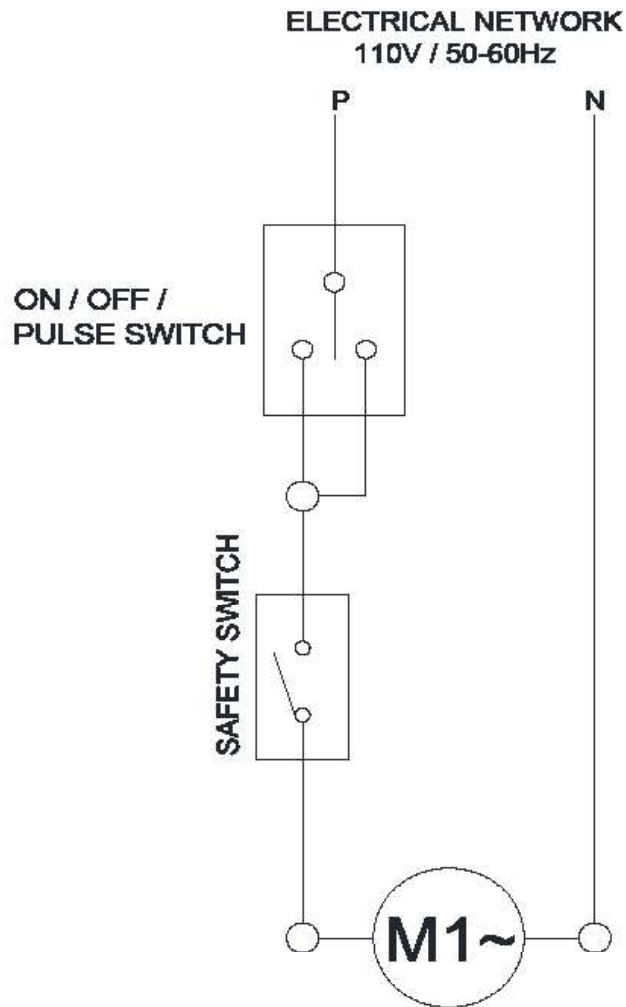 ELECTRICAL NETWORK
110V / 50-60Hz
P
N
ON / OFF /
PULSE SWITCH
SAFETY SWITCH
M1~